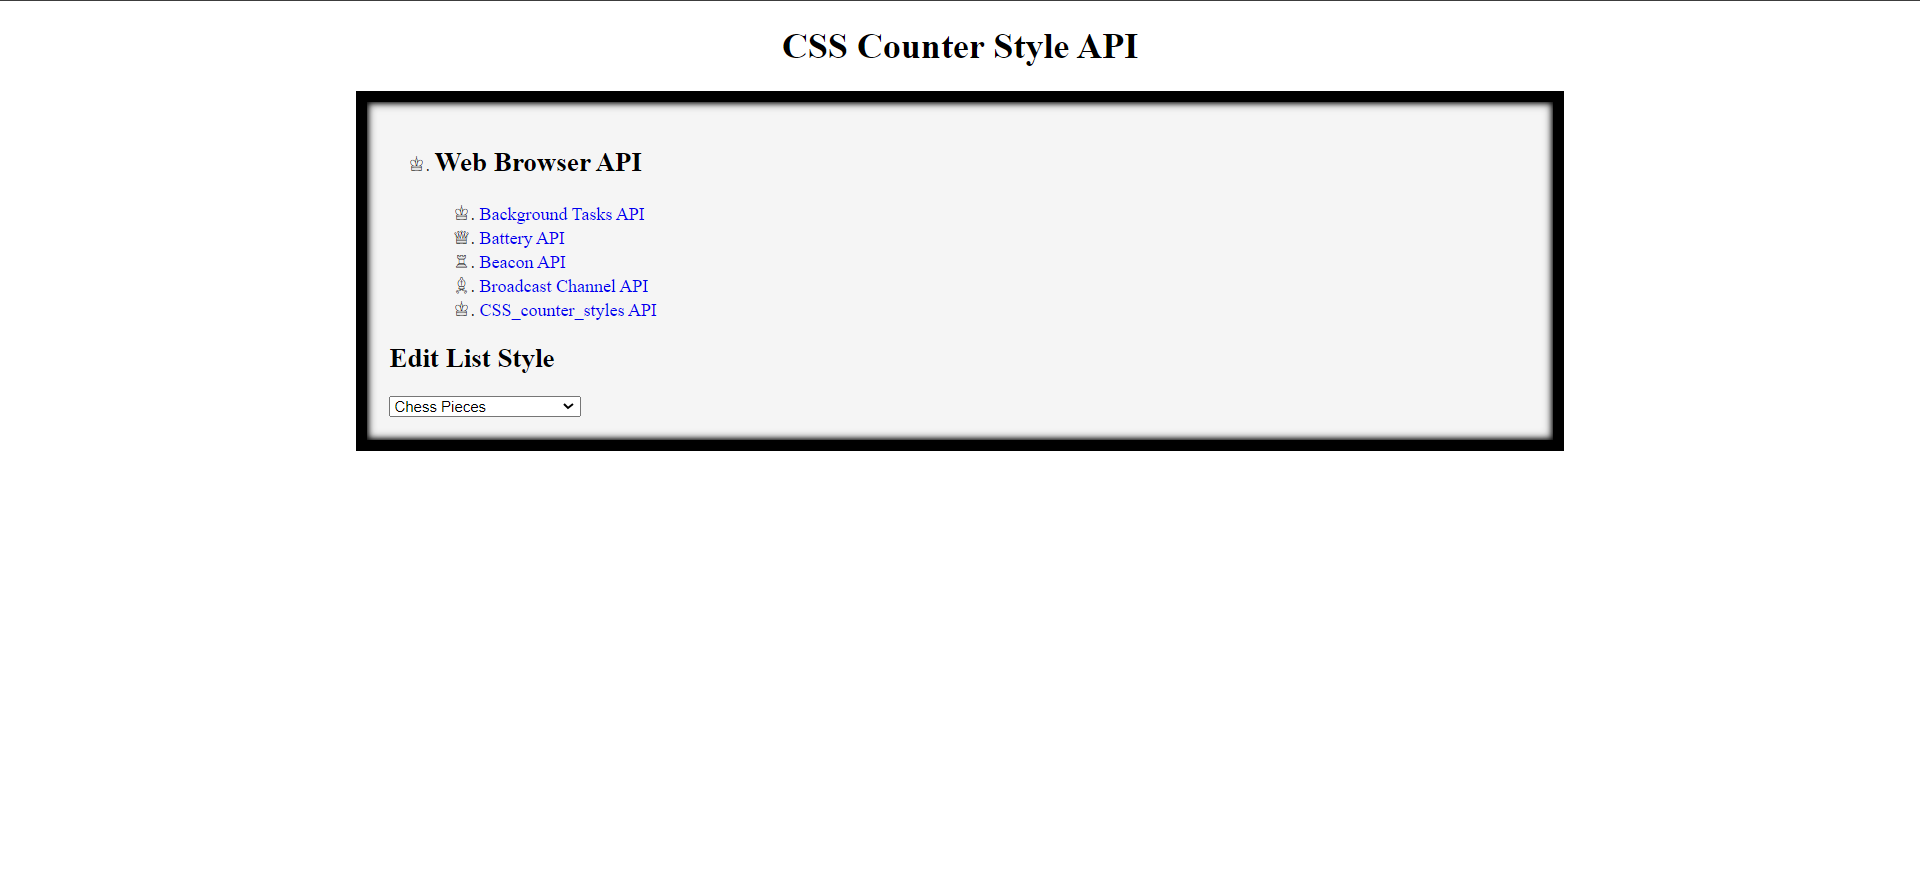 CSS Counter Style API
♔. Web Browser API
♔. Background Tasks API
♕. Battery API
♖. Beacon API
♗. Broadcast Channel API
♔. CSS_counter_styles API
Edit List Style
Chess Pieces